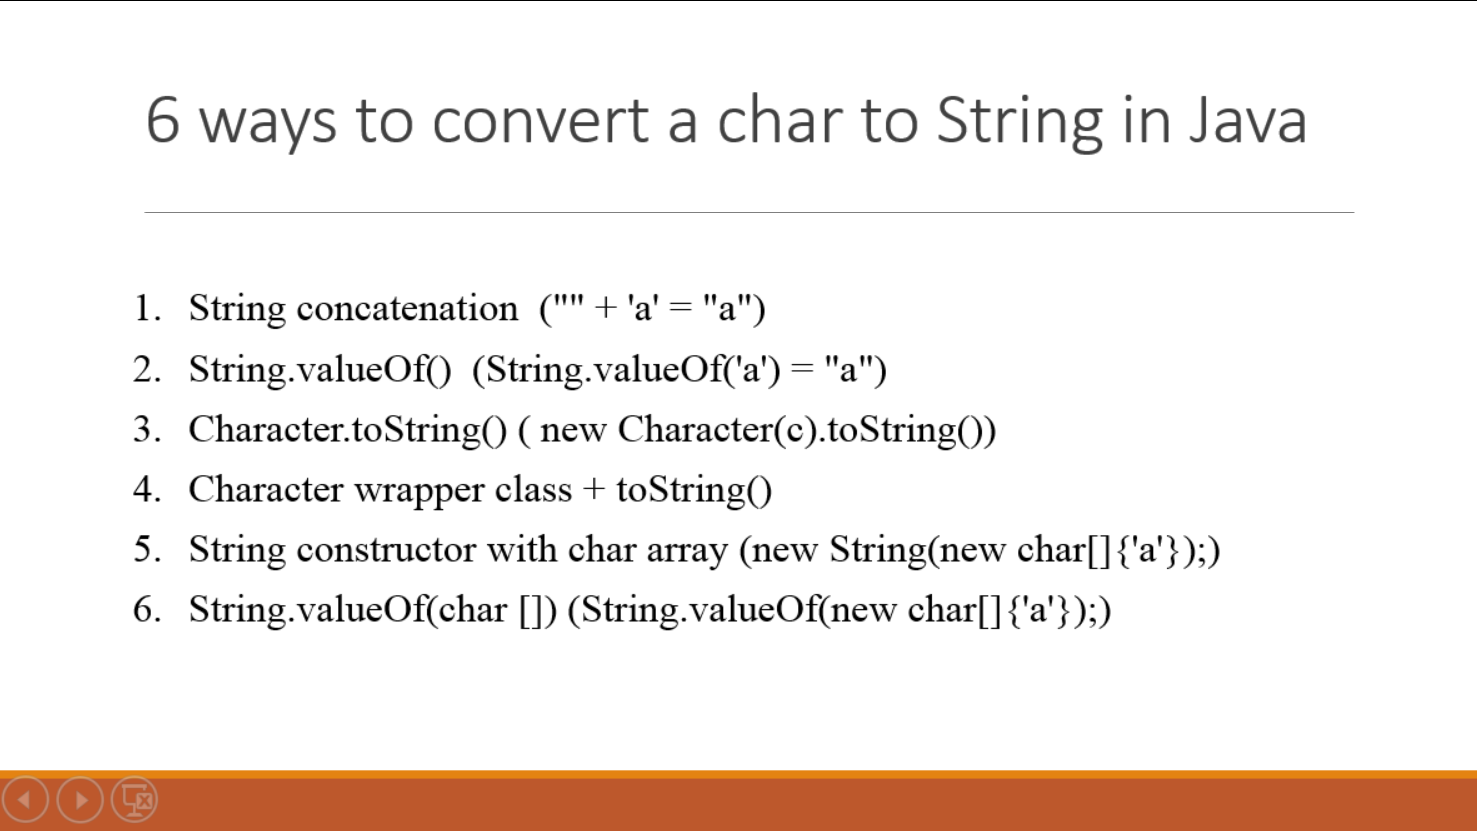 6 ways to convert a char to String in Java
1. String concatenation ("" + 'a' = "a")
2. String.valueOf() (String.valueOf('a') = "a")
3. Character.toString() ( new Character(c).toString())
4. Character wrapper class + toString()
5. String constructor with char array (new String(new char[]{'a'});)
6. String.valueOf(char []) (String.valueOf(new char[]{'a'});)